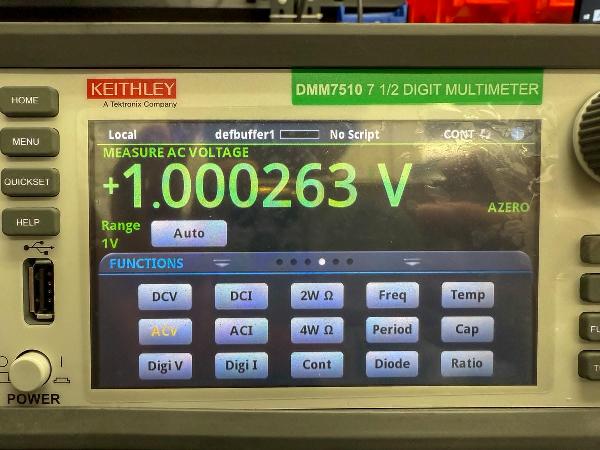 KEITHLEY
A Tektronix Company
DMM7510 7 1/2 DIGIT MULTIMETER
HOME
MENU
QUICKSET
HELP
POWER
Local defbuffer1 No Script CONT
MEASURE AC VOLTAGE
+1.000263 V
AZERO
Range Auto
1V
FUNCTIONS
DCV DCI 2W Ω Freq Temp
ACV ACI 4W Ω Period Cap
Digi V Digi I Cont Diode Ratio